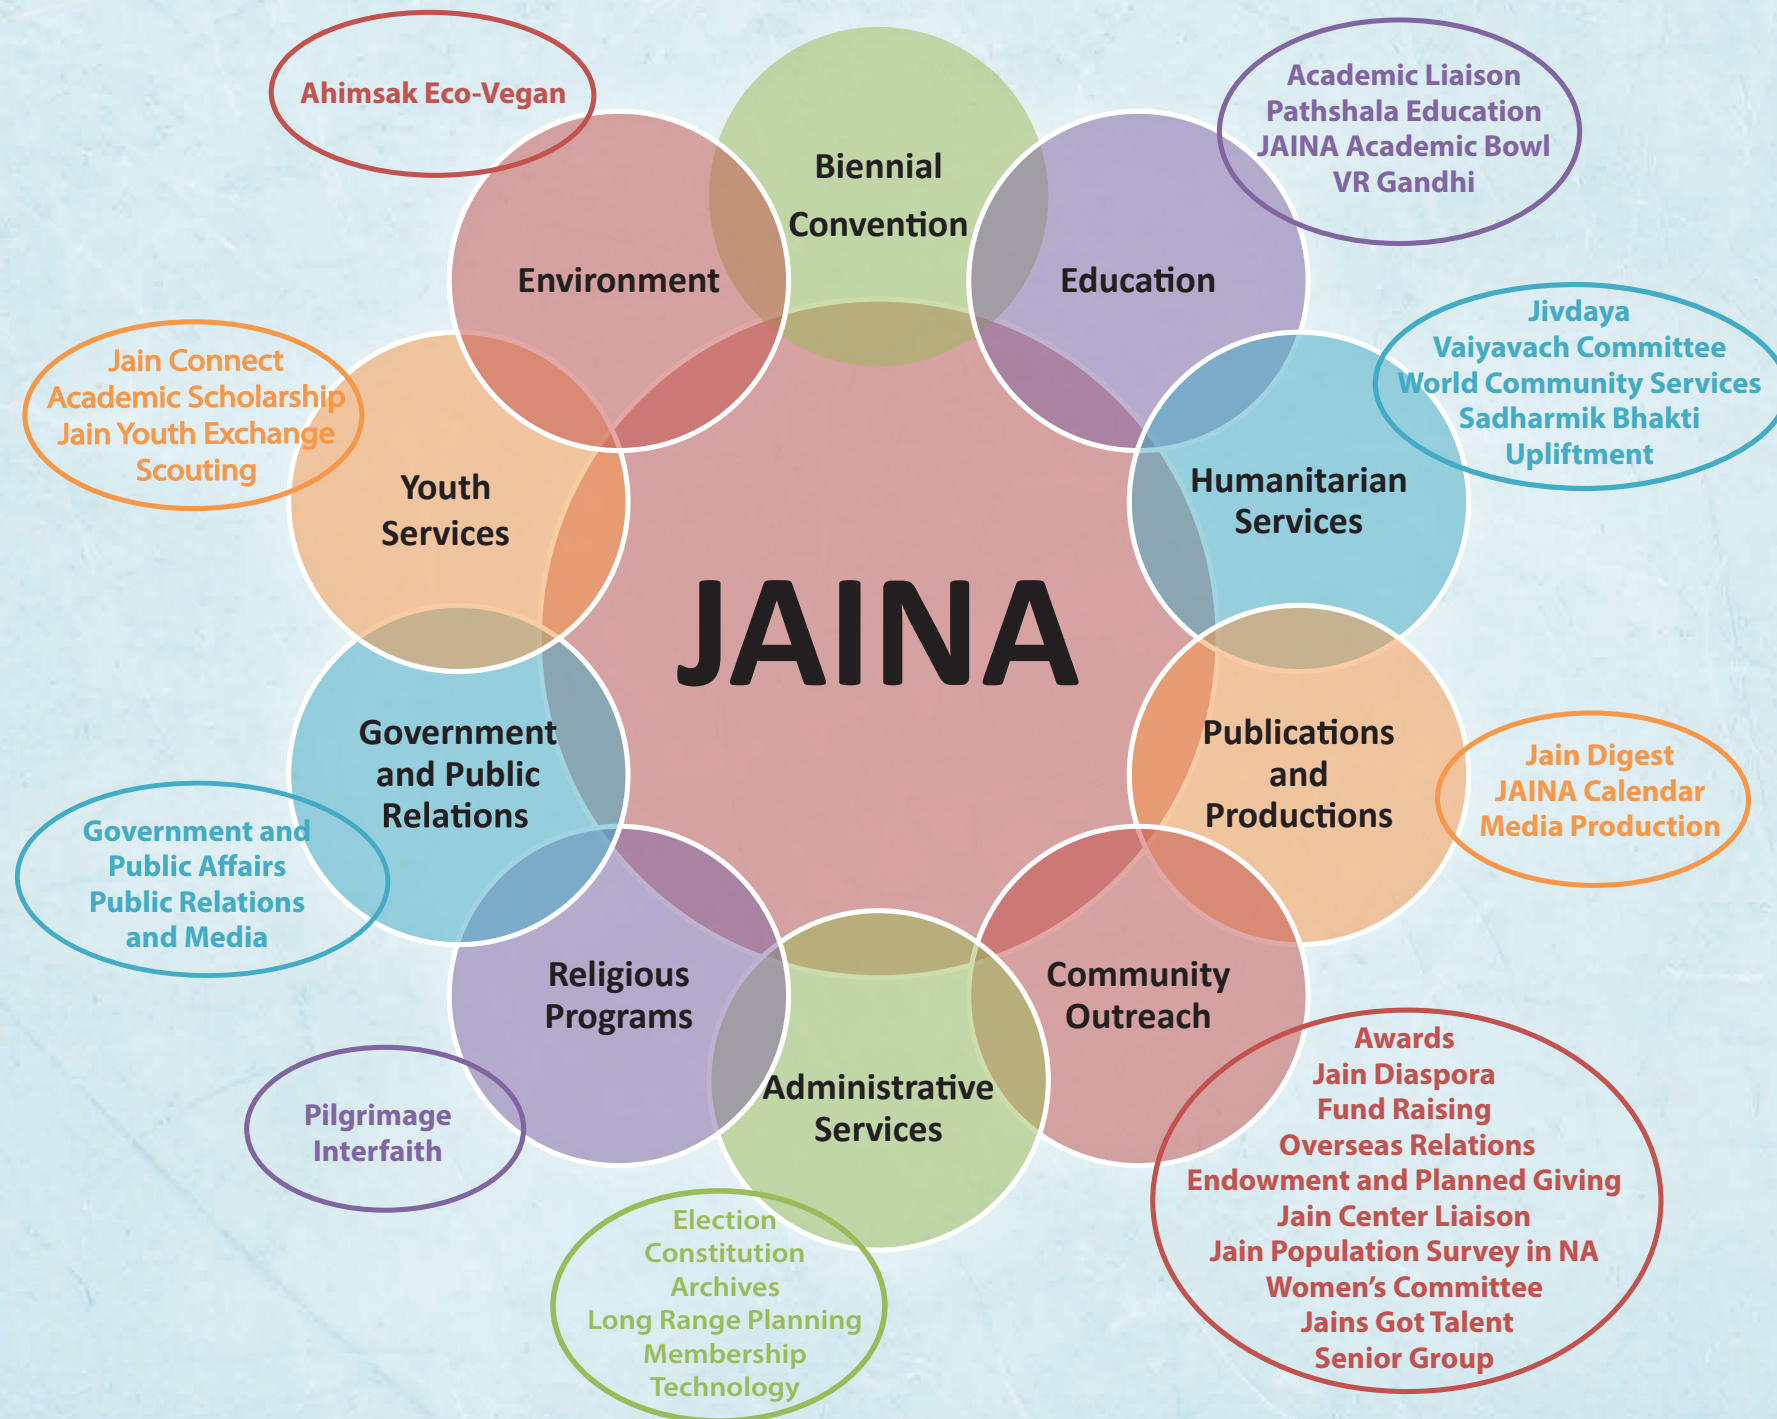 JAINA
Biennial
Convention
Education
Academic Liaison
Pathshala Education
JAINA Academic Bowl
VR Gandhi
Humanitarian
Services
Jivdaya
Vaiyavach Committee
World Community Services
Sadharmik Bhakti
Upliftment
Publications
and
Productions
Jain Digest
JAINA Calendar
Media Production
Community
Outreach
Awards
Jain Diaspora
Fund Raising
Overseas Relations
Endowment and Planned Giving
Jain Center Liaison
Jain Population Survey in NA
Women’s Committee
Jains Got Talent
Senior Group
Administrative
Services
Election
Constitution
Archives
Long Range Planning
Membership
Technology
Religious
Programs
Pilgrimage
Interfaith
Government
and Public
Relations
Government and
Public Affairs
Public Relations
and Media
Youth
Services
Jain Connect
Academic Scholarship
Jain Youth Exchange
Scouting
Environment
Ahimsak Eco-Vegan